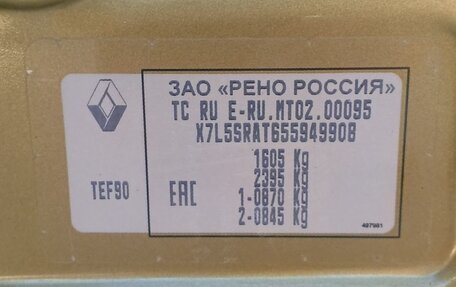 ЗАО «РЕНО РОССИЯ»
TC RU E-RU.MT02.00095
X7L5SRAT655949908
1605 Kg
2395 Kg
TEF90 EAC 1-0870 Kg
2-0845 Kg
497981